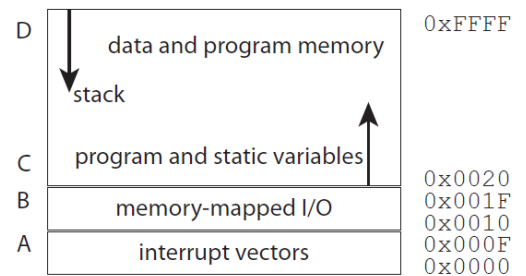 D
data and program memory
0xFFFF
stack
C
program and static variables
0x0020
B
memory-mapped I/O
0x001F
0x0010
A
interrupt vectors
0x000F
0x0000